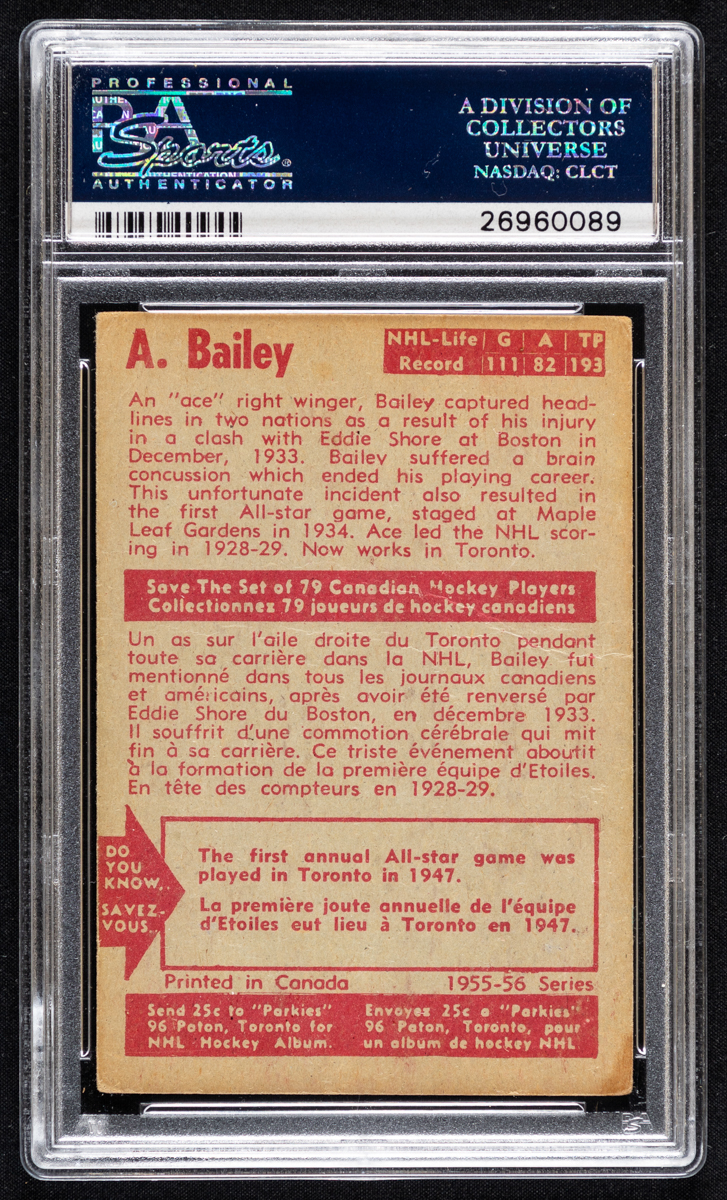 PROFESSIONAL
PSA
Sports®
AUTHENTICATOR
A DIVISION OF
COLLECTORS
UNIVERSE
NASDAQ: CLCT
26960089
A. Bailey
NHL-Life G A TP
Record 111 82 193
An "ace" right winger, Bailey captured head-
lines in two nations as a result of his injury
in a clash with Eddie Shore at Boston in
December, 1933. Bailey suffered a brain
concussion which ended his playing career.
This unfortunate incident also resulted in
the first All-star game, staged at Maple
Leaf Gardens in 1934. Ace led the NHL scor-
ing in 1928-29. Now works in Toronto.
Save The Set of 79 Canadian Hockey Players
Collectionnez 79 joueurs de hockey canadiens
Un as sur l'aile droite du Toronto pendant
toute sa carrière dans la NHL, Bailey fut
mentionné dans tous les journaux canadiens
et américains, après avoir été renversé par
Eddie Shore du Boston, en décembre 1933.
Il souffrit d'une commotion cérébrale qui mit
fin à sa carrière. Ce triste événement aboutit
à la formation de la première équipe d'Etoiles.
En tête des compteurs en 1928-29.
DO
YOU
KNOW..
SAVEZ-
VOUS..
The first annual All-star game was
played in Toronto in 1947.
La première joute annuelle de l'équipe
d'Etoiles eut lieu à Toronto en 1947.
Printed in Canada 1955-56 Series
Send 25c to "Parkies"
96 Paton, Toronto for
NHL Hockey Album.
Envoyez 25c a "Parkies"
96 Paton, Toronto, pour
un album de hockey NHL